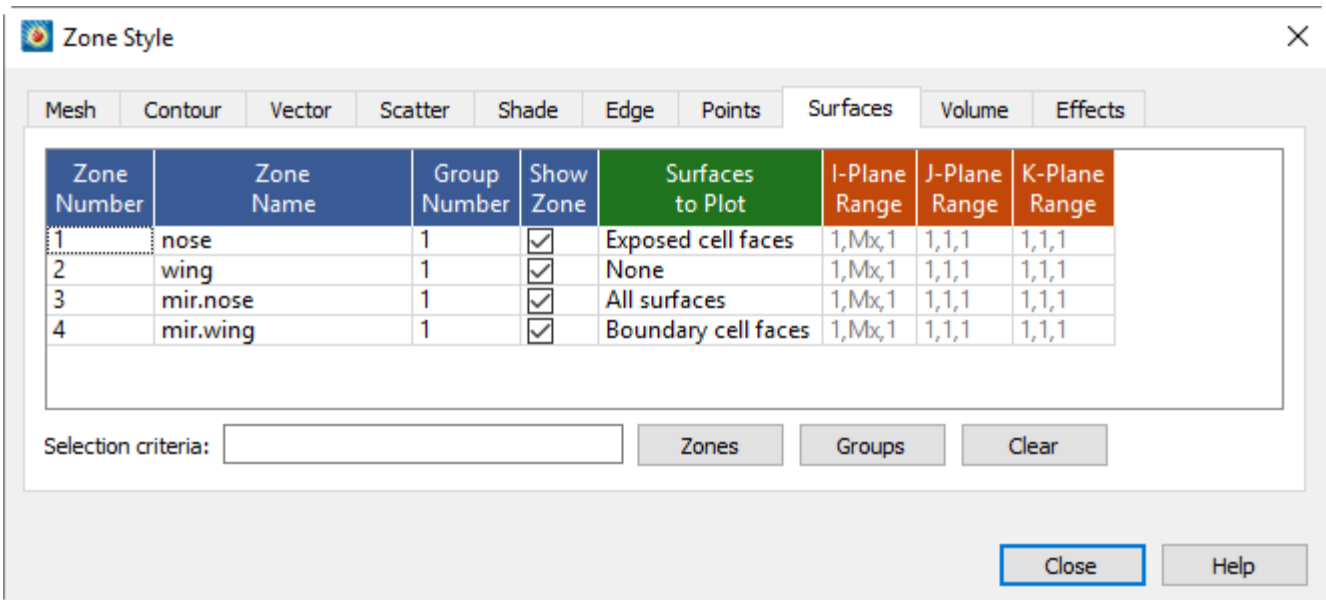 Zone Style
Mesh Contour Vector Scatter Shade Edge Points Surfaces Volume Effects
Zone Number Zone Name Group Number Show Zone Surfaces to Plot I-Plane Range J-Plane Range K-Plane Range
1 nose 1 Exposed cell faces 1,Mx,1 1,1,1 1,1,1
2 wing 1 None 1,Mx,1 1,1,1 1,1,1
3 mir.nose 1 All surfaces 1,Mx,1 1,1,1 1,1,1
4 mir.wing 1 Boundary cell faces 1,Mx,1 1,1,1 1,1,1
Selection criteria: Zones Groups Clear
Close Help